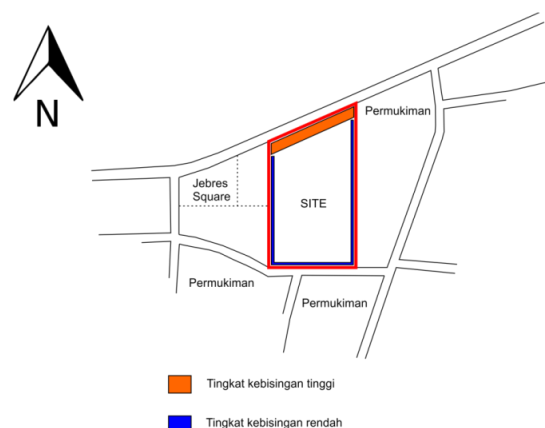 N
Permukiman
Jebres
Square
SITE
Permukiman
Permukiman
Tingkat kebisingan tinggi
Tingkat kebisingan rendah